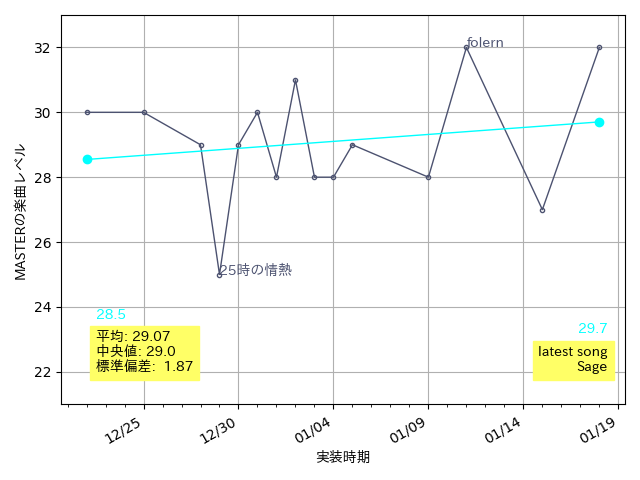 folern
25時の情熱
28.5
平均: 29.07
中央値: 29.0
標準偏差: 1.87
29.7
latest song
Sage
MASTERの楽曲レベル
32
30
28
26
24
22
12/25
12/30
01/04
01/09
01/14
01/19
実装時期